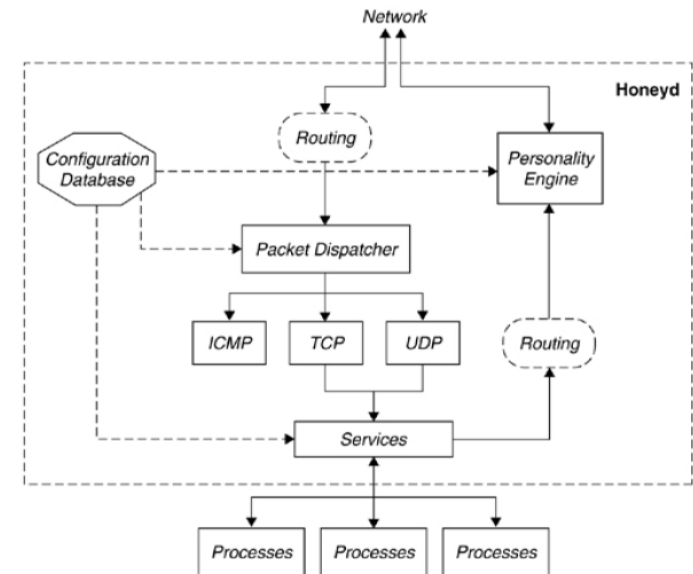 Network
Honeyd
Routing
Configuration
Database
Personality
Engine
Packet Dispatcher
ICMP
TCP
UDP
Routing
Services
Processes
Processes
Processes